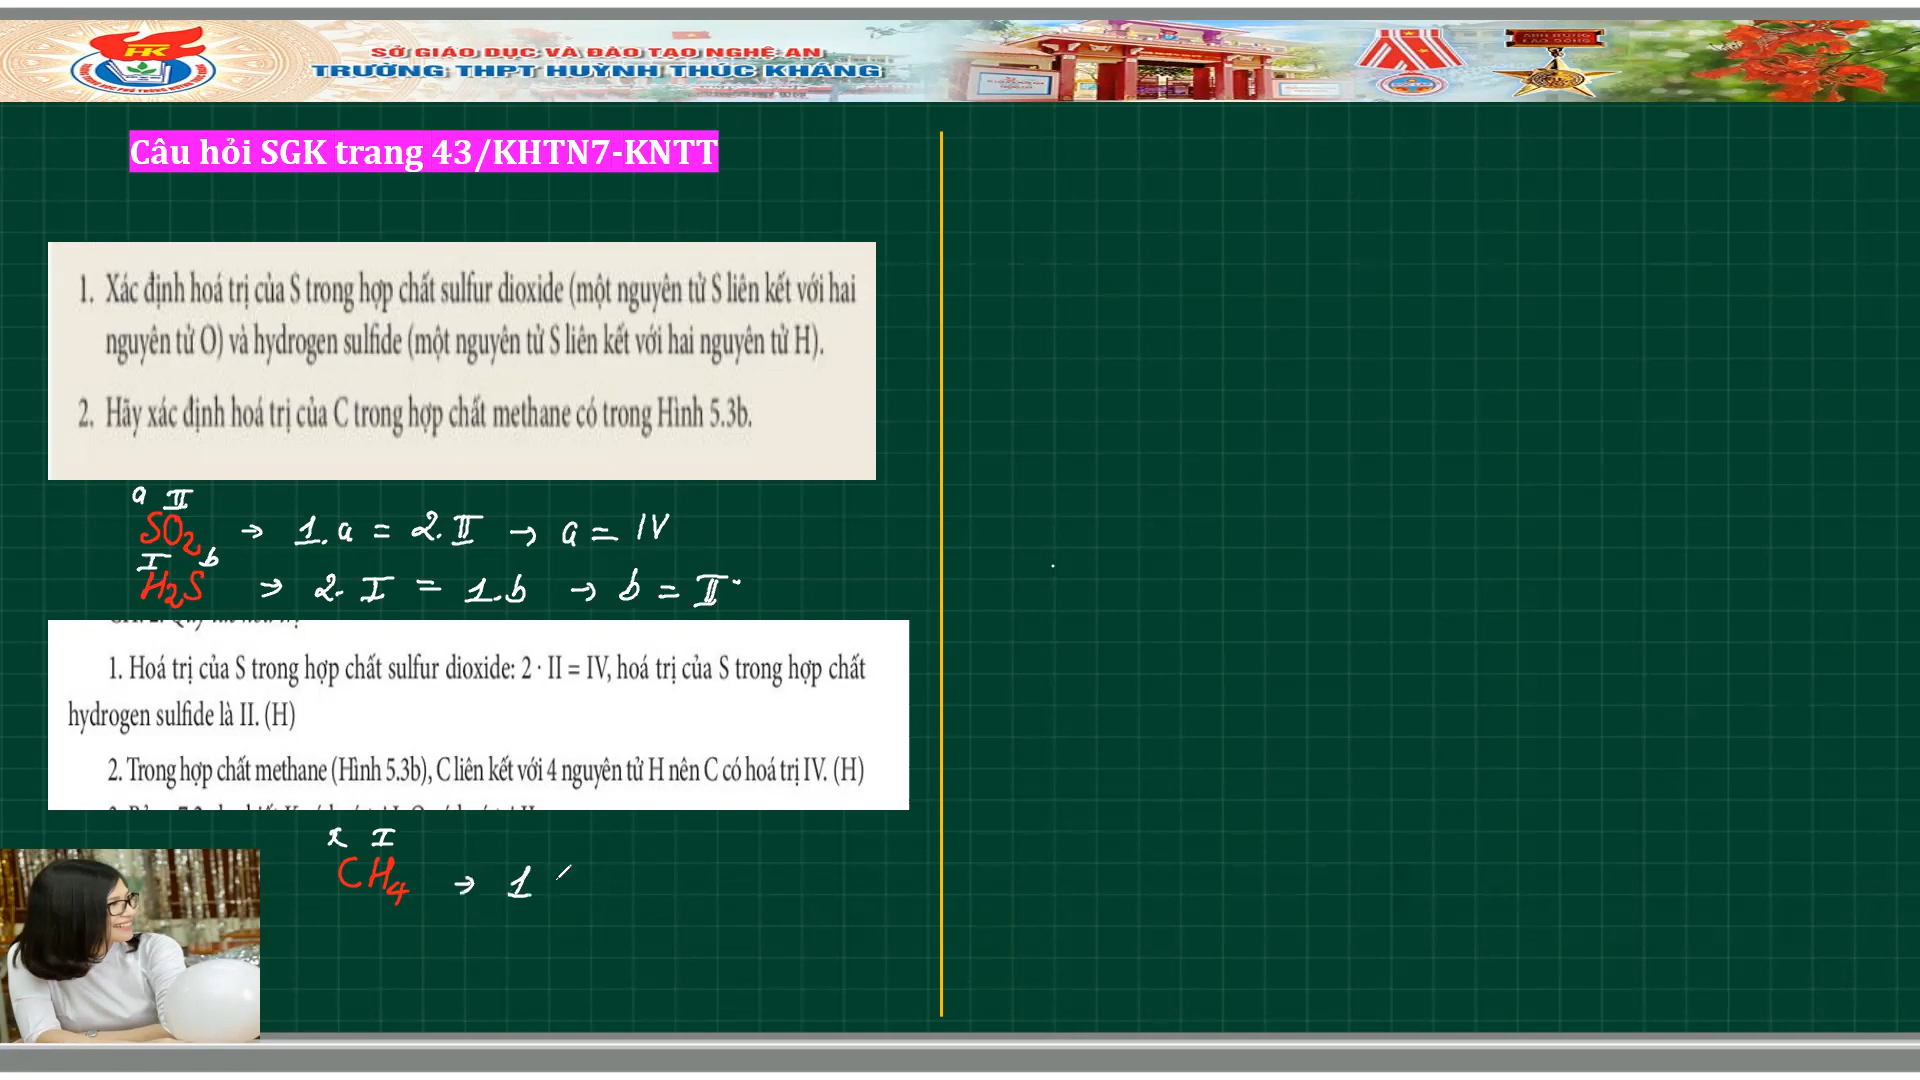 HK
SỞ GIÁO DỤC VÀ ĐÀO TẠO NGHỆ AN
TRƯỜNG THPT HUỲNH THÚC KHÁNG
ANH HÙNG
LAO ĐỘNG
Câu hỏi SGK trang 43/KHTN7-KNTT
1. Xác định hoá trị của S trong hợp chất sulfur dioxide (một nguyên tử S liên kết với hai
nguyên tử O) và hydrogen sulfide (một nguyên tử S liên kết với hai nguyên tử H).
2. Hãy xác định hoá trị của C trong hợp chất methane có trong Hình 5.3b.
a II
SO2 → 1.a = 2.II → a = IV
I b
H2S → 2.I = 1.b → b = II
1. Hoá trị của S trong hợp chất sulfur dioxide: 2 · II = IV, hoá trị của S trong hợp chất
hydrogen sulfide là II. (H)
2. Trong hợp chất methane (Hình 5.3b), C liên kết với 4 nguyên tử H nên C có hoá trị IV. (H)
x I
CH4 → 1